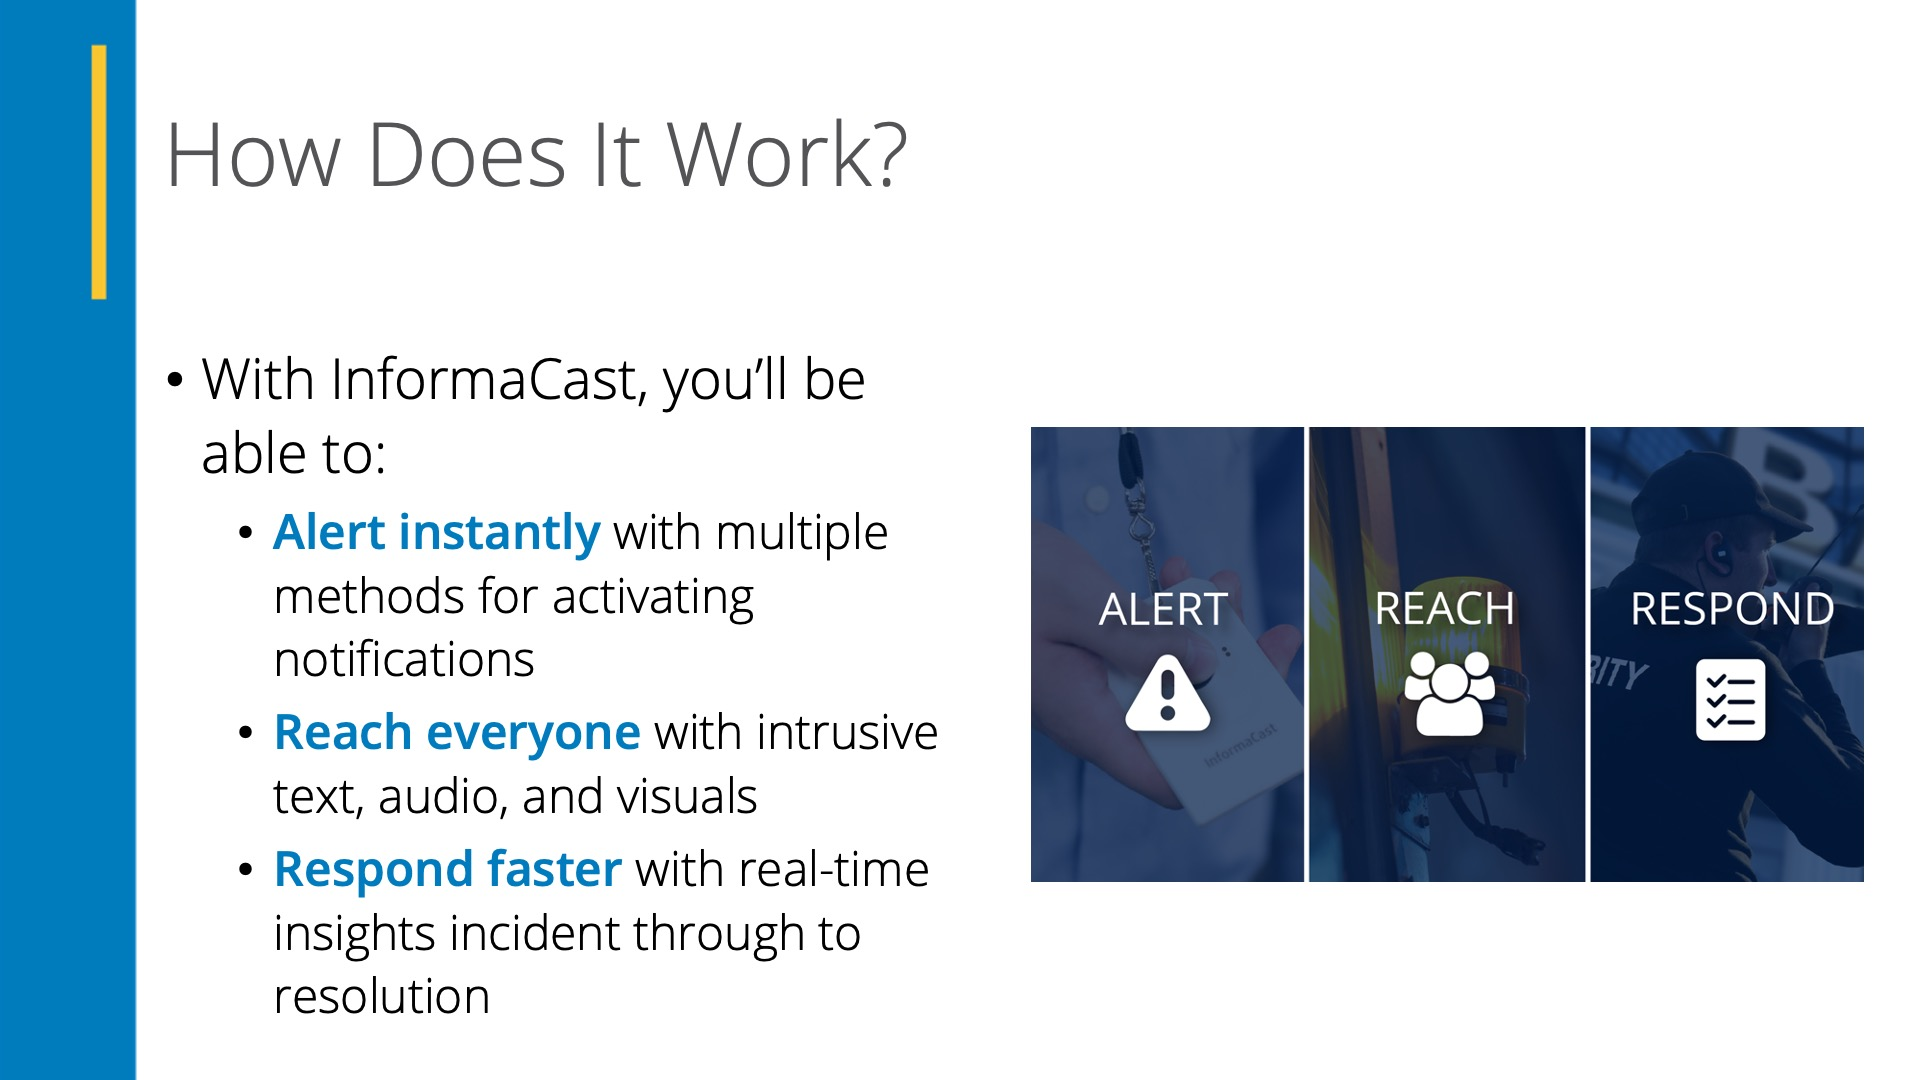 How Does It Work?
• With InformaCast, you’ll be
able to:
• Alert instantly with multiple
methods for activating
notifications
• Reach everyone with intrusive
text, audio, and visuals
• Respond faster with real-time
insights incident through to
resolution
ALERT
InformaCast
REACH
RESPOND
B
RITY